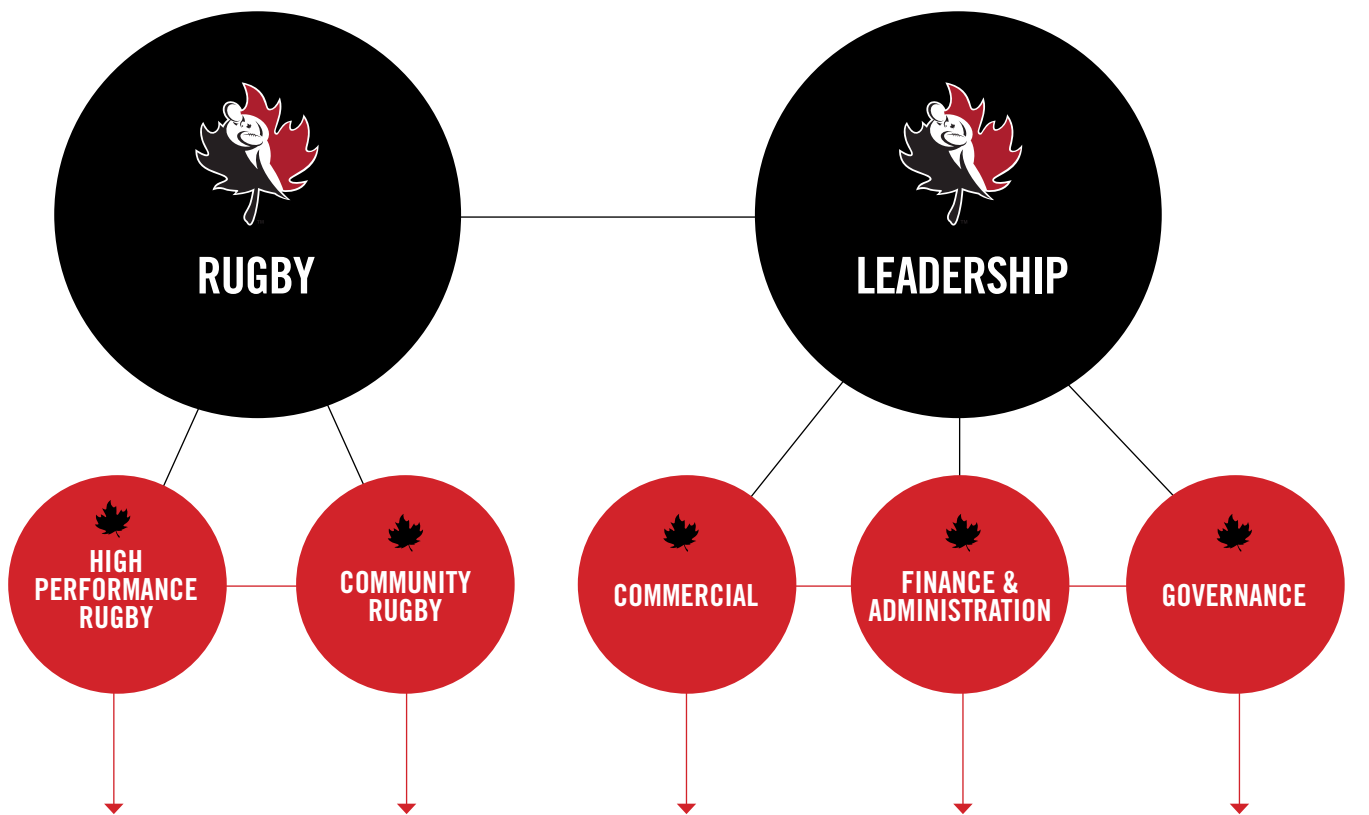 RUGBY
LEADERSHIP
HIGH
PERFORMANCE
RUGBY
COMMUNITY
RUGBY
COMMERCIAL
FINANCE &
ADMINISTRATION
GOVERNANCE